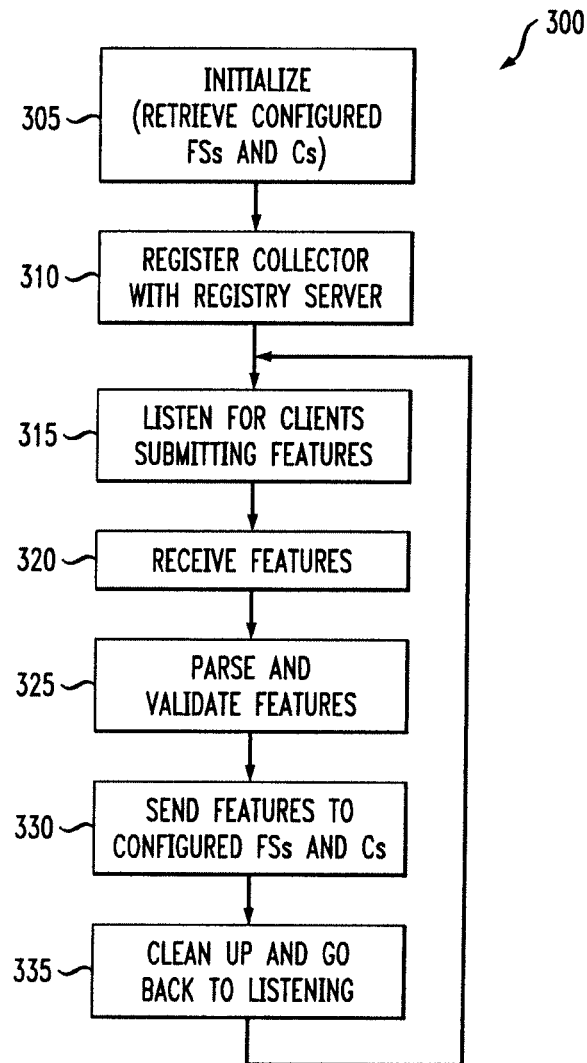 300
305
INITIALIZE
(RETRIEVE CONFIGURED
FSs AND Cs)
310
REGISTER COLLECTOR
WITH REGISTRY SERVER
315
LISTEN FOR CLIENTS
SUBMITTING FEATURES
320
RECEIVE FEATURES
325
PARSE AND
VALIDATE FEATURES
330
SEND FEATURES TO
CONFIGURED FSs AND Cs
335
CLEAN UP AND GO
BACK TO LISTENING